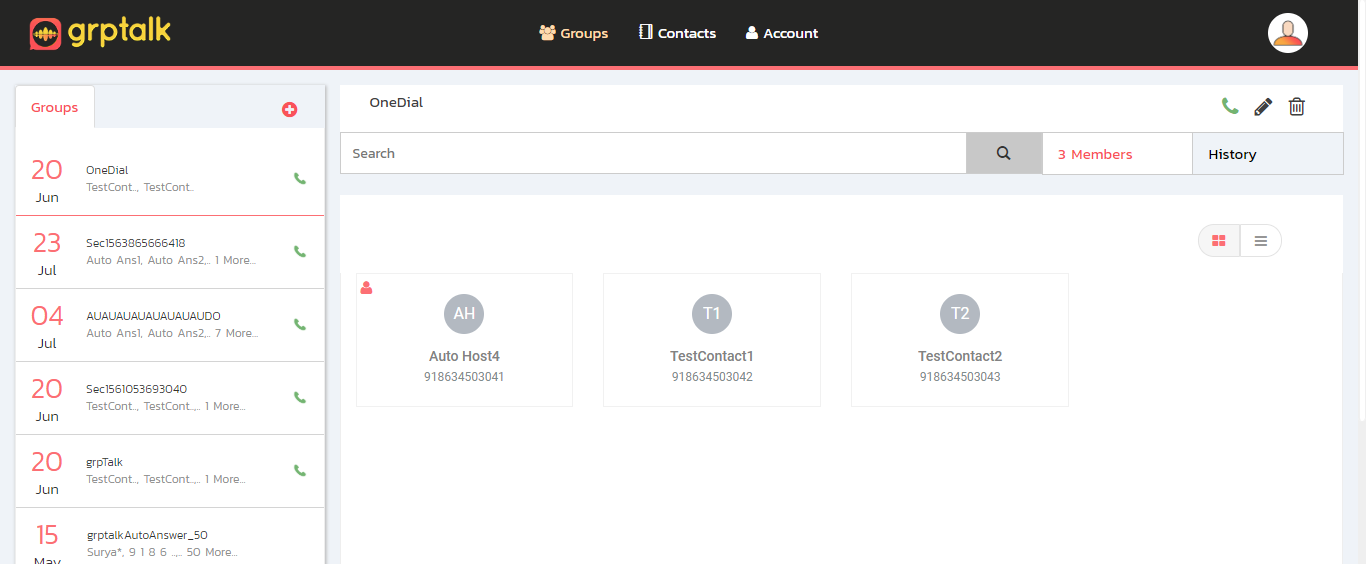 grptalk
Groups
Contacts
Account
Groups
20
Jun
OneDial
TestCont.., TestCont..
23
Jul
Sec1563865666418
Auto Ans1, Auto Ans2,.. 1 More...
04
Jul
AUAUAUAUAUAUAUAUDO
Auto Ans1, Auto Ans2,.. 7 More...
20
Jun
Sec1561053693040
TestCont.., TestCont..,.. 1 More...
20
Jun
grpTalk
TestCont.., TestCont..,.. 1 More...
15
May
grptalkAutoAnswer_50
Surya*, 9 1 8 6 ..,.. 50 More...
OneDial
Search
3 Members
History
AH
Auto Host4
918634503041
T1
TestContact1
918634503042
T2
TestContact2
918634503043